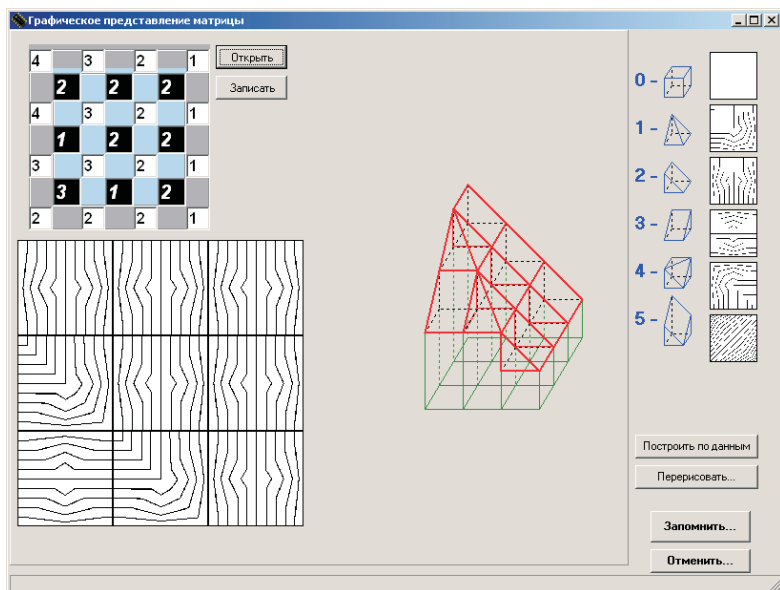 Графическое представление матрицы
4 3 2 1
2 2 2
4 3 2 1
1 2 2
3 3 2 1
3 1 2
2 2 2 1
Открыть
Записать
0 -
1 -
2 -
3 -
4 -
5 -
Построить по данным
Перерисовать...
Запомнить...
Отменить...